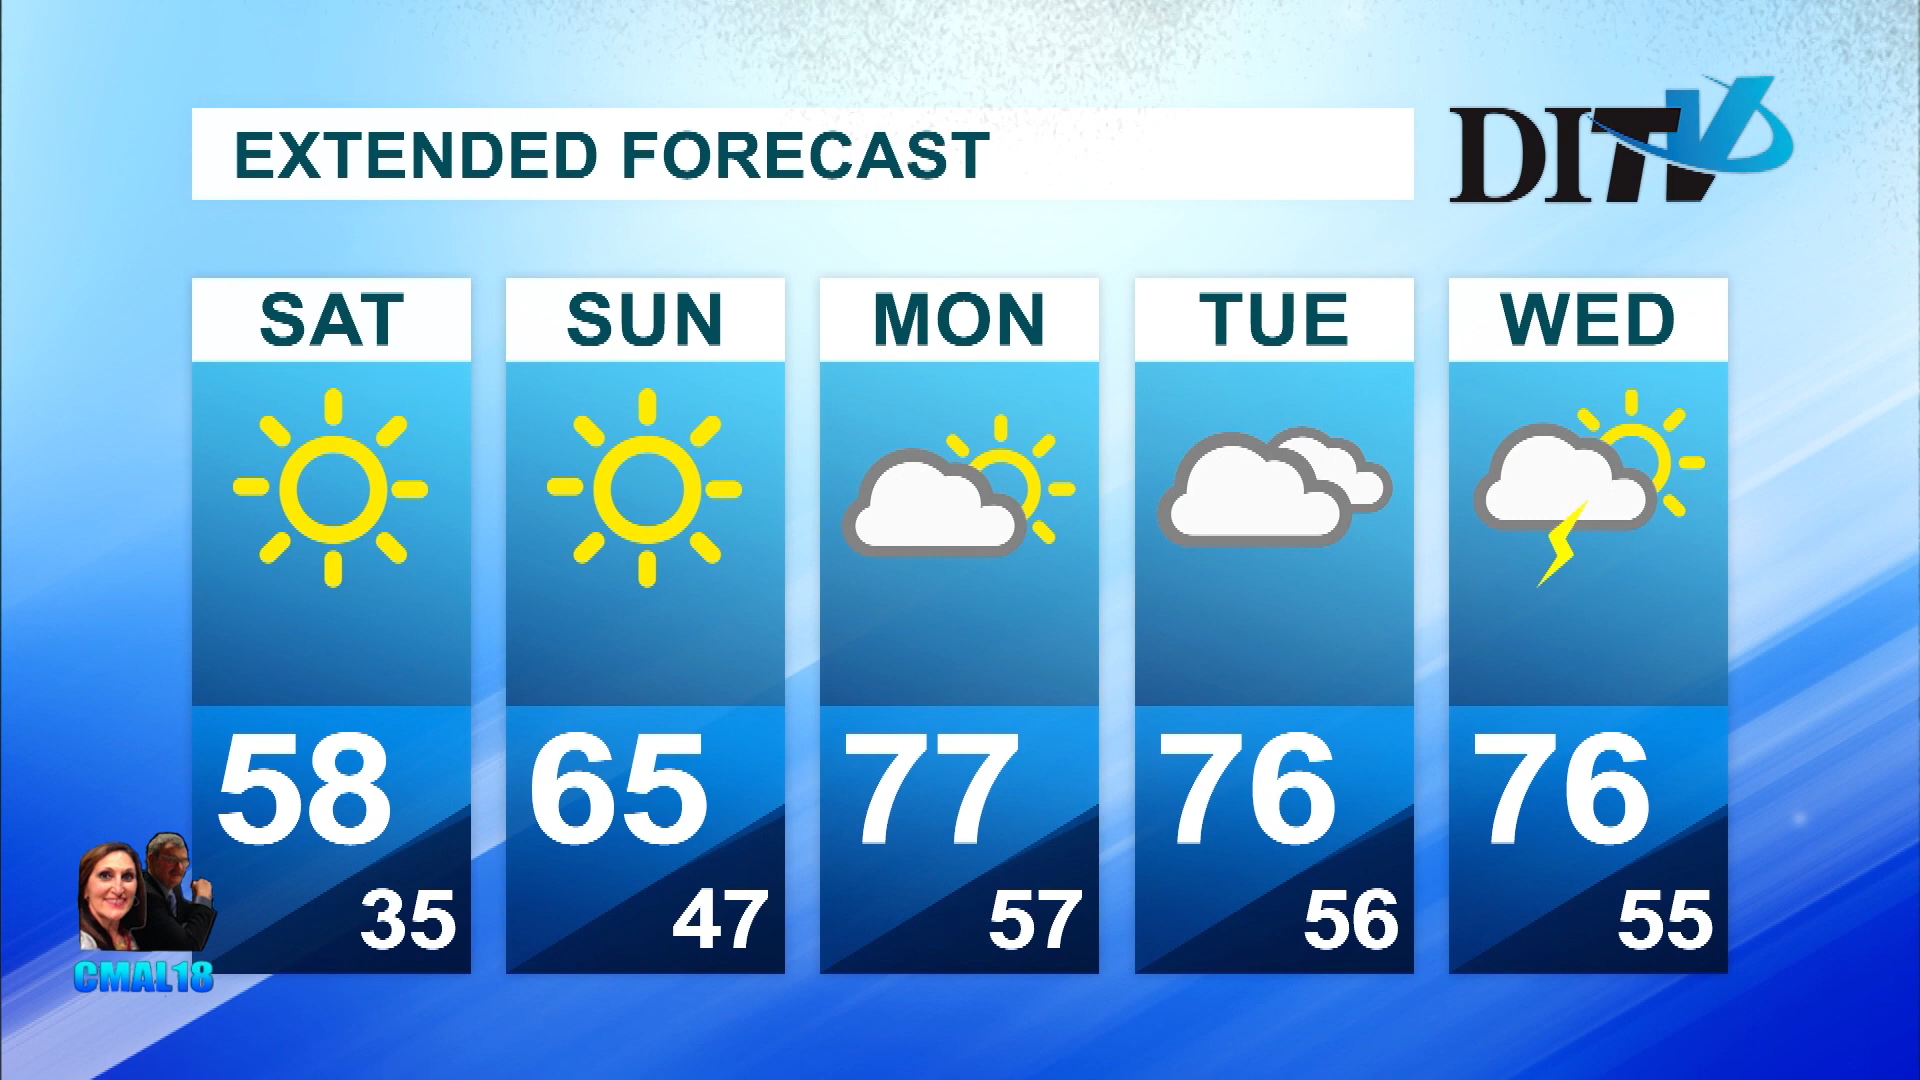 EXTENDED FORECAST
DITV
SAT SUN MON TUE WED
58 65 77 76 76
35 47 57 56 55
CMAL18